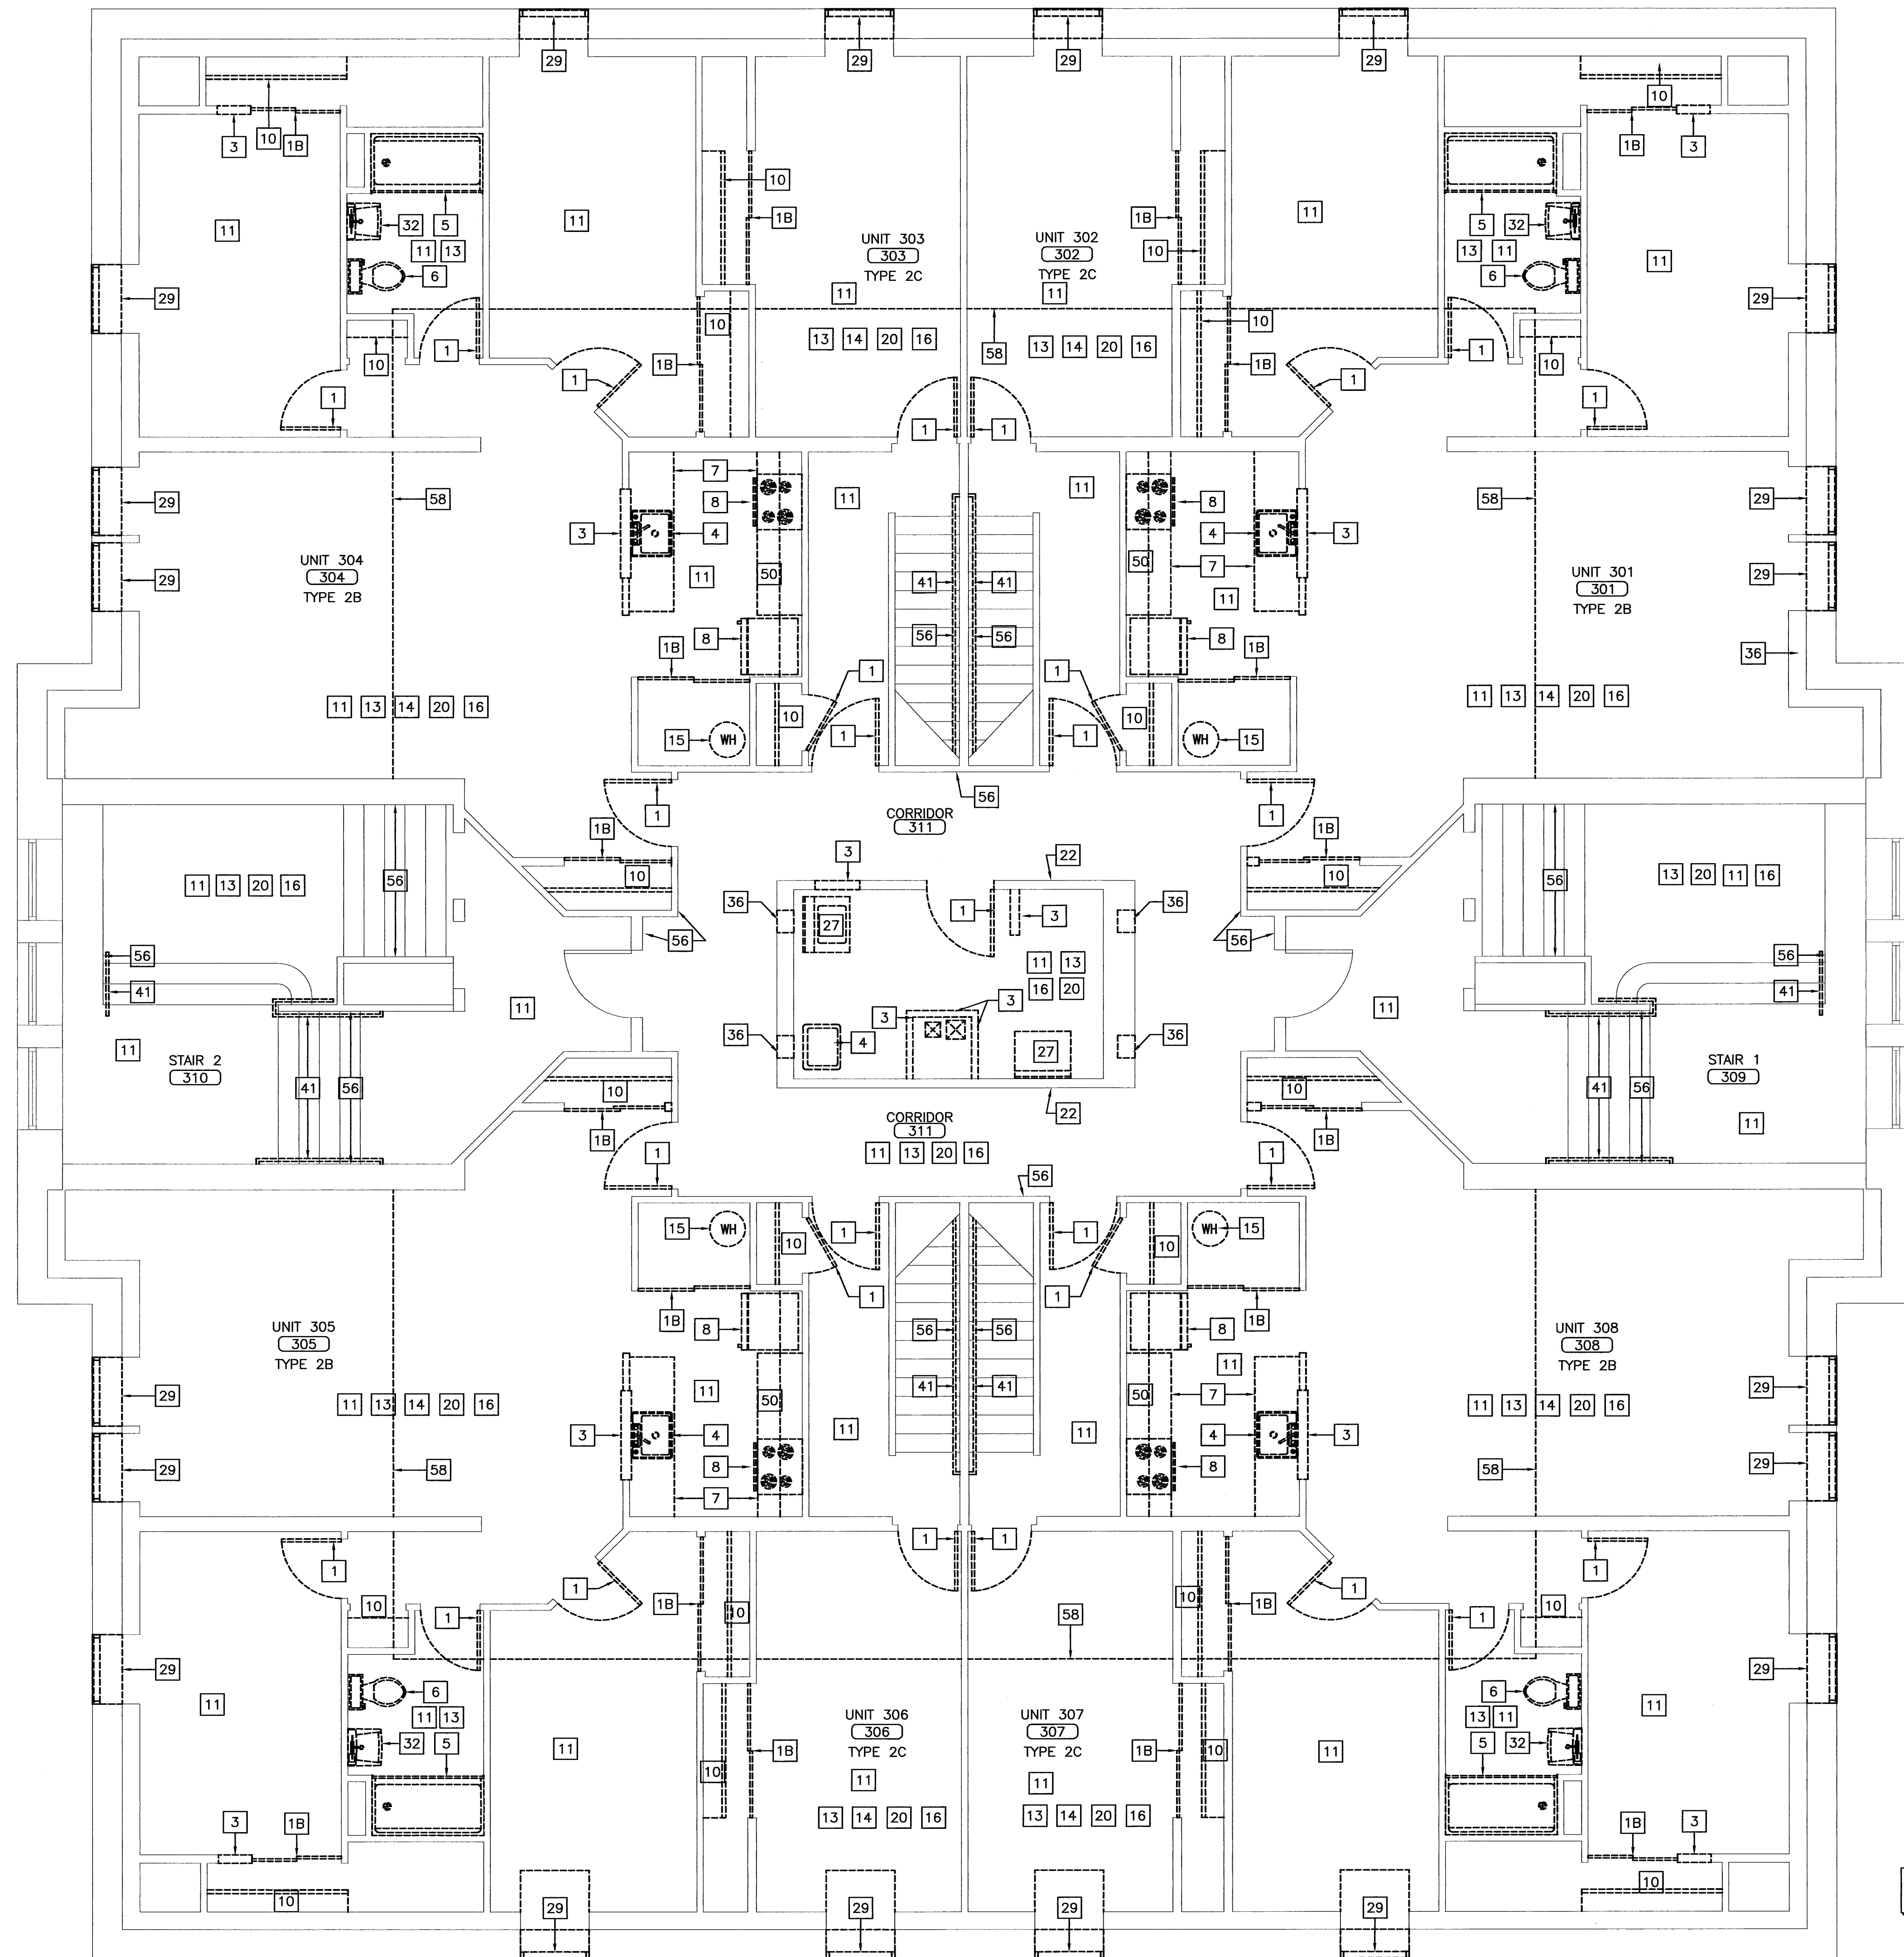 29 29 29 29
10 10
3 10 1B 1B 3
10 1B 1B 10
11 11 11 11
32 5 5 32
11 13 13 11
6 6
UNIT 303 UNIT 302
303 302
TYPE 2C TYPE 2C
11 11
29 29
10 10
13 14 20 16 58 13 14 20 16
10 1 1B 1B 1 10
1 1 1 1
1 1
29 58 7 58 29
8 11 11 8
3 4 4 3
UNIT 304 UNIT 301
304 301
TYPE 2B TYPE 2B
29 11 50 41 41 50 7 11 29
8 56 56 8
1B 1 1 1B 36
11 13 14 20 16 11 13 14 20 16
10 10
15 WH 1 1 WH 15
1 56 1
CORRIDOR
311
1B 3 22 1B
11 13 20 16 56 10 10 56 13 20 11 16
36 27 1 3 36
56 56 56 56
41 11 13 41
16 20
11 3 3 11
11 36 4 27 36
STAIR 2 STAIR 1
310 309
41 56 10 10 41 56
22
CORRIDOR
311
11 13 20 16
1B 1 1 1B 11
56
15 WH 10 1 1 10 WH 15
1B 1 1 1B
UNIT 305 UNIT 308
305 308
TYPE 2B TYPE 2B
8 56 56 8
29 11 50 41 41 50 7 11 29
11 13 14 20 16 11 13 14 20 16
3 4 11 11 4 3
29 58 8 8 58 29
7
1 1 1 1
1 1
10 1 1B 10 58 10 1B 1 10
29 29
6 6
11 11 13 13 11 11
32 5 5 32
UNIT 306 UNIT 307
306 307
TYPE 2C TYPE 2C
11 10 1B 1B 10 11
11 11
13 14 20 16 13 14 20 16
3 1B 1B 3
10 10
29 29 29 29